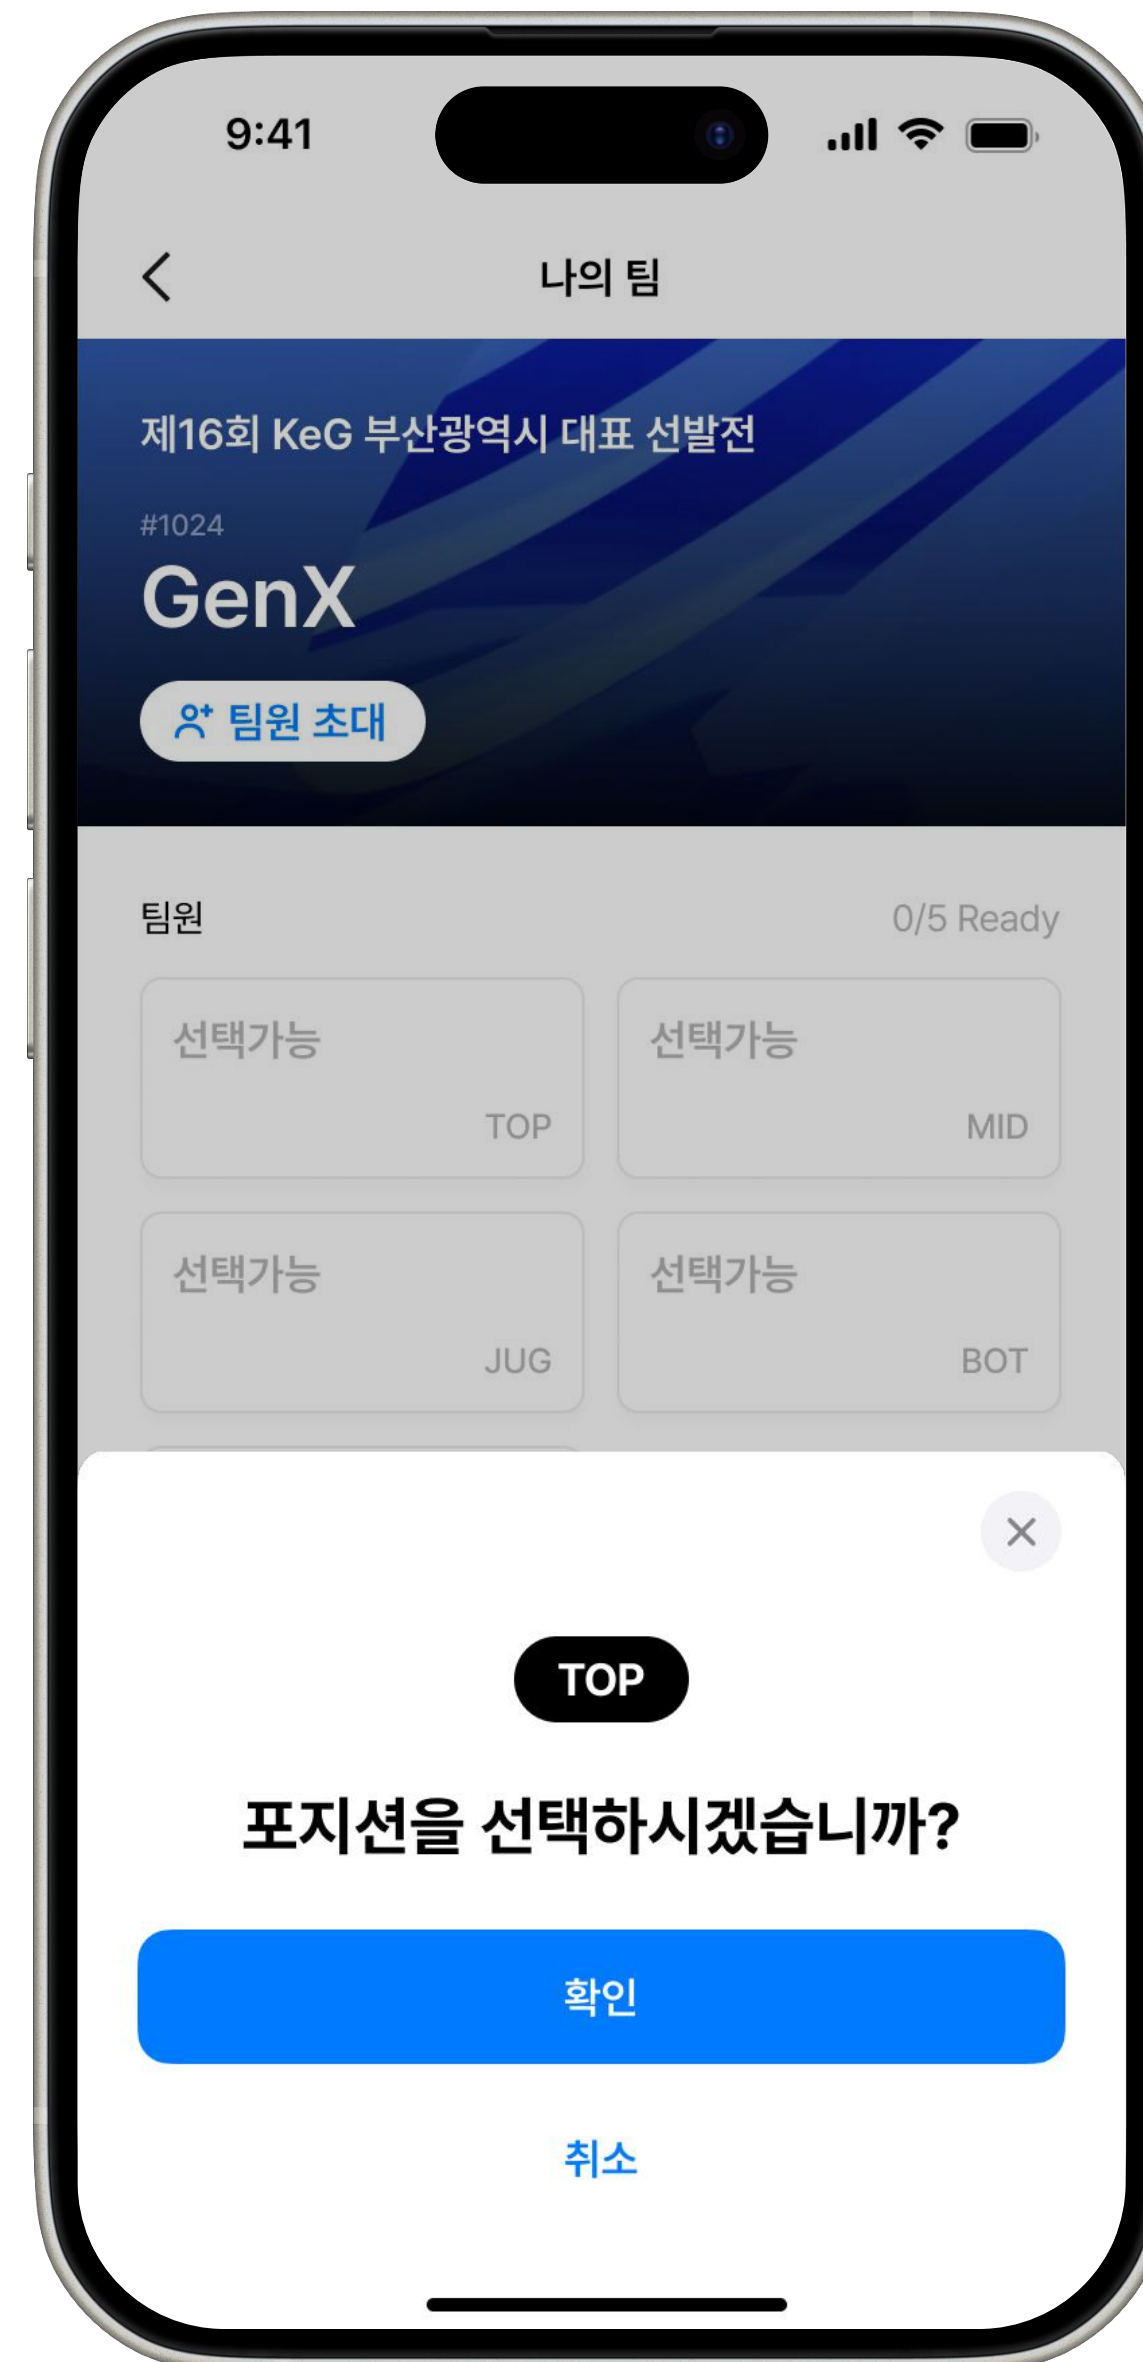 9:41
나의 팀
제16회 KeG 부산광역시 대표 선발전
#1024
GenX
팀원 초대
팀원
0/5 Ready
선택가능
TOP
선택가능
MID
선택가능
JUG
선택가능
BOT
TOP
포지션을 선택하시겠습니까?
확인
취소